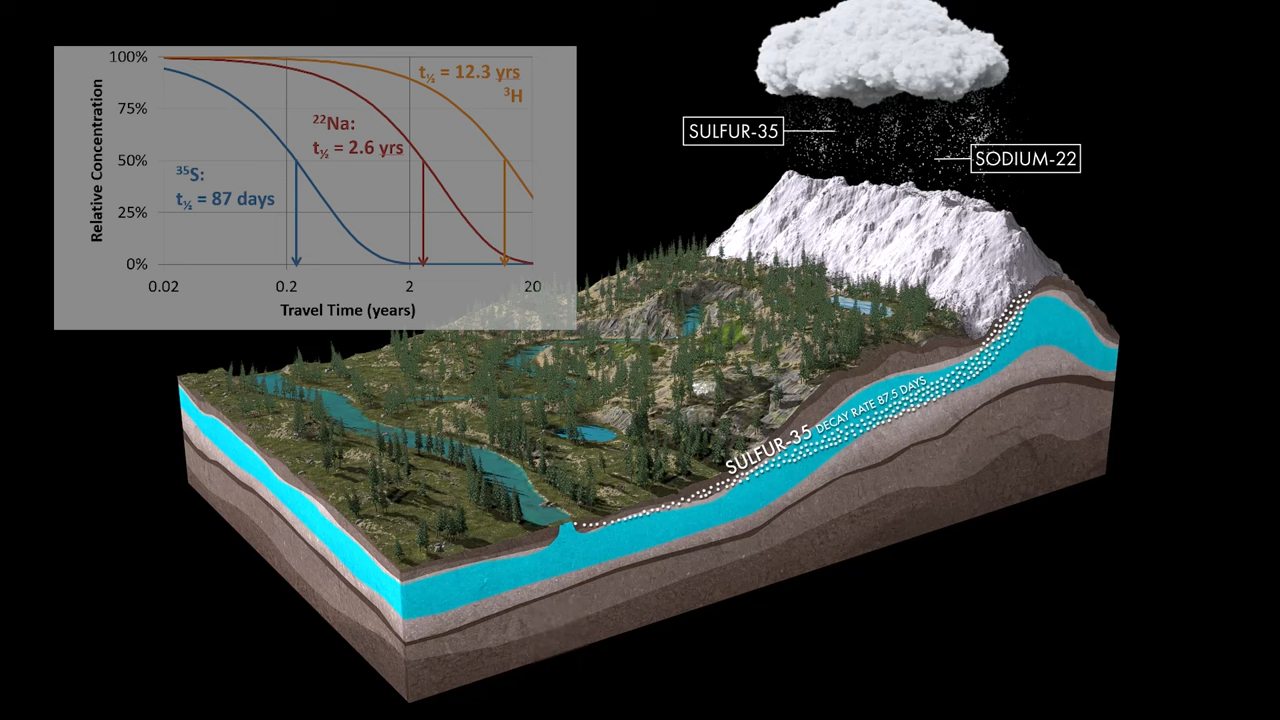 100%
75%
50%
25%
0%
Relative Concentration
t½ = 12.3 yrs
³H
²²Na:
t½ = 2.6 yrs
³⁵S:
t½ = 87 days
0.02
0.2
2
20
Travel Time (years)
SULFUR-35
SODIUM-22
SULFUR-35 DECAY RATE 87.5 DAYS